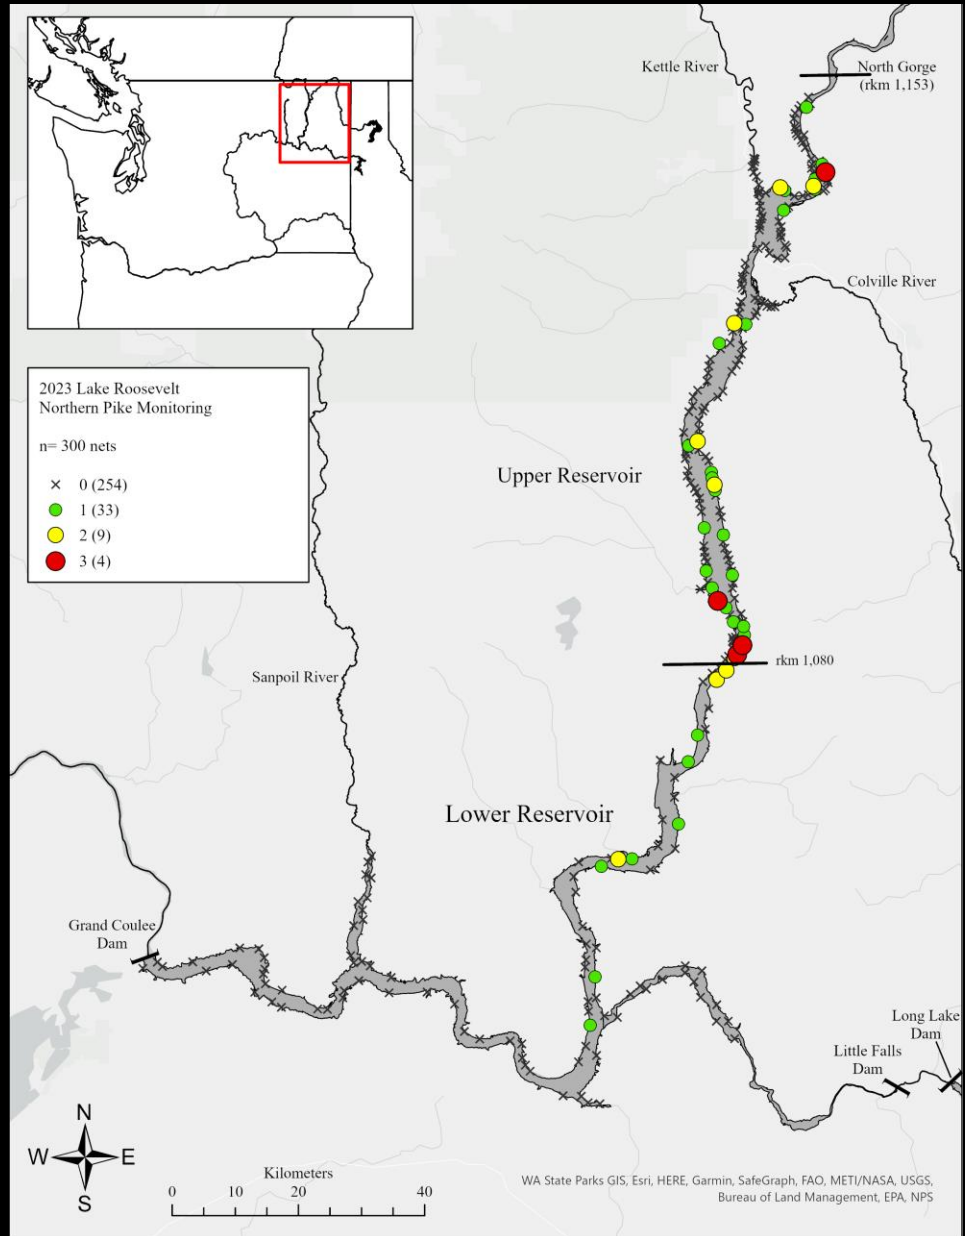 Kettle River
North Gorge
(rkm 1,153)
Colville River
2023 Lake Roosevelt
Northern Pike Monitoring
n= 300 nets
0 (254)
1 (33)
2 (9)
3 (4)
Upper Reservoir
Sanpoil River
rkm 1,080
Lower Reservoir
Grand Coulee
Dam
Long Lake
Dam
Little Falls
Dam
N
W
E
S
Kilometers
0
10
20
40
WA State Parks GIS, Esri, HERE, Garmin, SafeGraph, FAO, METI/NASA, USGS,
Bureau of Land Management, EPA, NPS